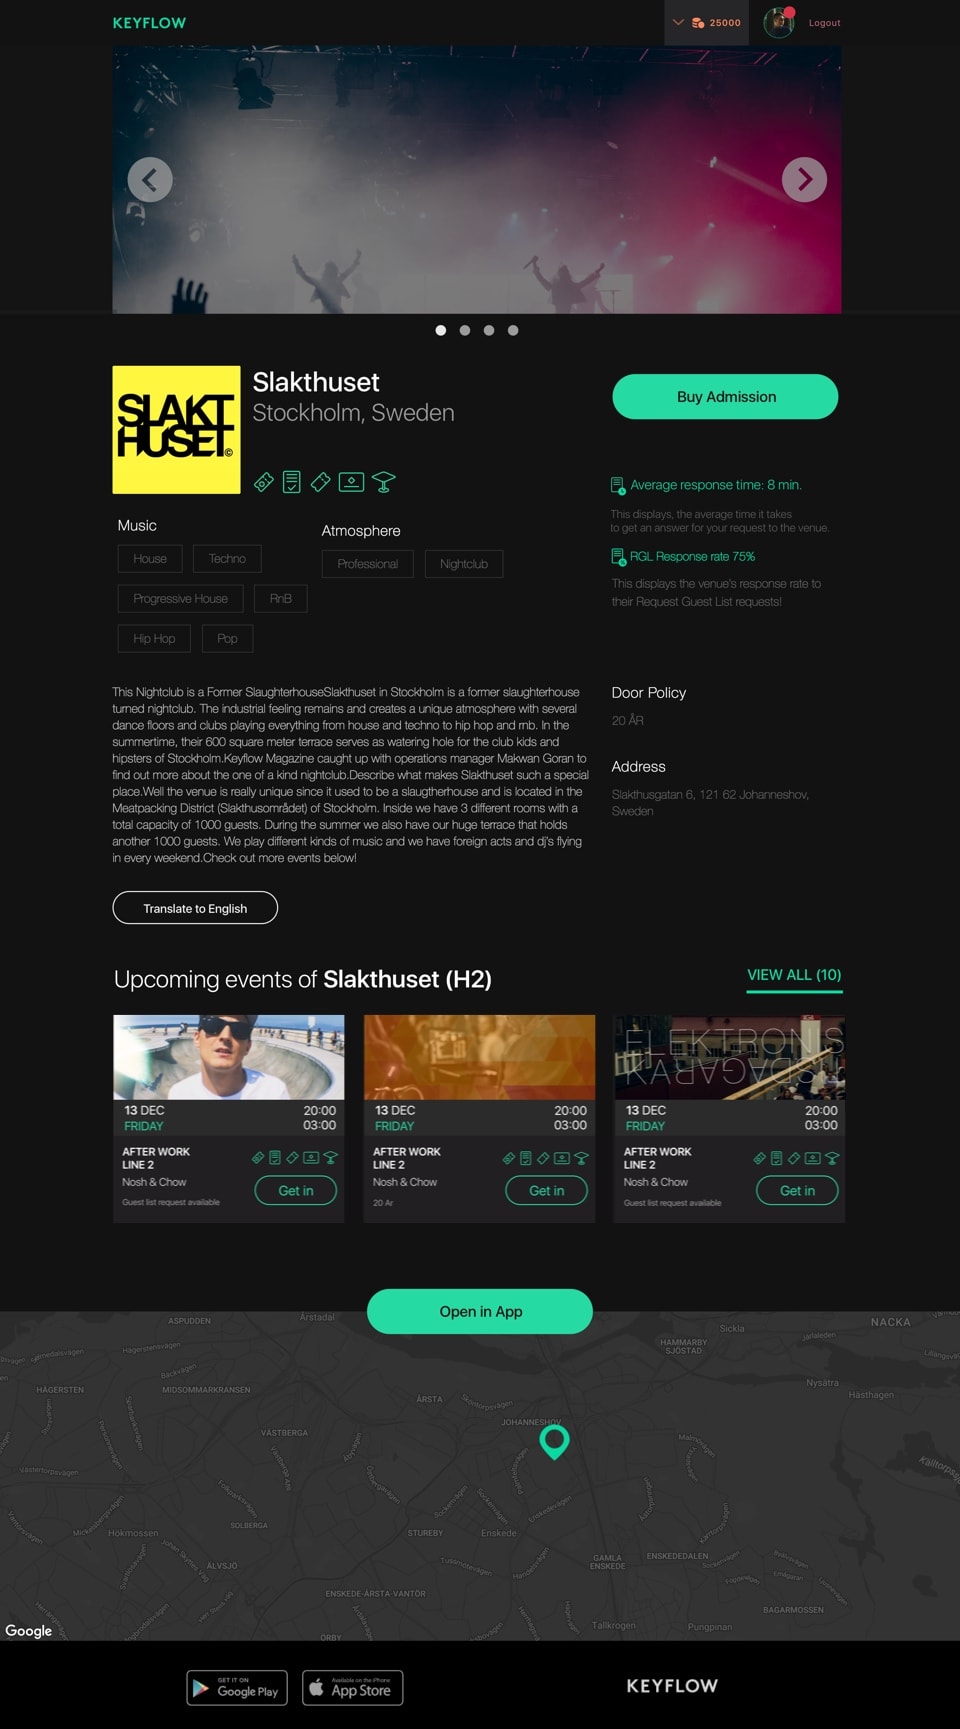 KEYFLOW
25000
Logout
Slakthuset
Stockholm, Sweden
Buy Admission
SLAKT
HUSET©
Average response time: 8 min.
This displays, the average time it takes
to get an answer for your request to the venue.
RGL Response rate 75%
This displays the venue's response rate to
their Request Guest List requests!
Music
House
Techno
Progressive House
RnB
Hip Hop
Pop
Atmosphere
Professional
Nightclub
This Nightclub is a Former SlaughterhouseSlakthuset in Stockholm is a former slaughterhouse
turned nightclub. The industrial feeling remains and creates a unique atmosphere with several
dance floors and clubs playing everything from house and techno to hip hop and rnb. In the
summertime, their 600 square meter terrace serves as watering hole for the club kids and
hipsters of Stockholm.Keyflow Magazine caught up with operations manager Makwan Goran to
find out more about the one of a kind nightclub.Describe what makes Slakthuset such a special
place.Well the venue is really unique since it used to be a slaugtherhouse and is located in the
Meatpacking District (Slakthusområdet) of Stockholm. Inside we have 3 different rooms with a
total capacity of 1000 guests. During the summer we also have our huge terrace that holds
another 1000 guests. We play different kinds of music and we have foreign acts and dj's flying
in every weekend.Check out more events below!
Door Policy
20 ÅR
Address
Slakthusgatan 6, 121 62 Johanneshov,
Sweden
Translate to English
Upcoming events of Slakthuset (H2)
VIEW ALL (10)
13 DEC
FRIDAY
20:00
03:00
AFTER WORK
LINE 2
Nosh & Chow
Guest list request available
Get in
13 DEC
FRIDAY
20:00
03:00
AFTER WORK
LINE 2
Nosh & Chow
20 Ar
Get in
ELEKTRONIS
13 DEC
FRIDAY
20:00
03:00
AFTER WORK
LINE 2
Nosh & Chow
Guest list request available
Get in
Open in App
ASPUDDEN
Årstadal
Sickla
NACKA
Järlaleden
HAMMARBY
SJÖSTAD
Hägerstensvägen
Bäckvägen
HÄGERSTEN
MIDSOMMARKRANSEN
Nysätra
Hästhagen
ÅRSTA
JOHANNESHOV
VÄSTBERGA
Västertorpsvägen
SOLBERGA
Hökmossen
STUREBY
Enskede
Enskedevägen
ÄLVSJÖ
GAMLA
ENSKEDE
ENSKEDEDALEN
ENSKEDE-ÅRSTA-VANTÖR
BAGARMOSSEN
Tallkrogen
Pungpinan
ÖRBY
Google
GET IT ON
Google Play
Available on the iPhone
App Store
KEYFLOW